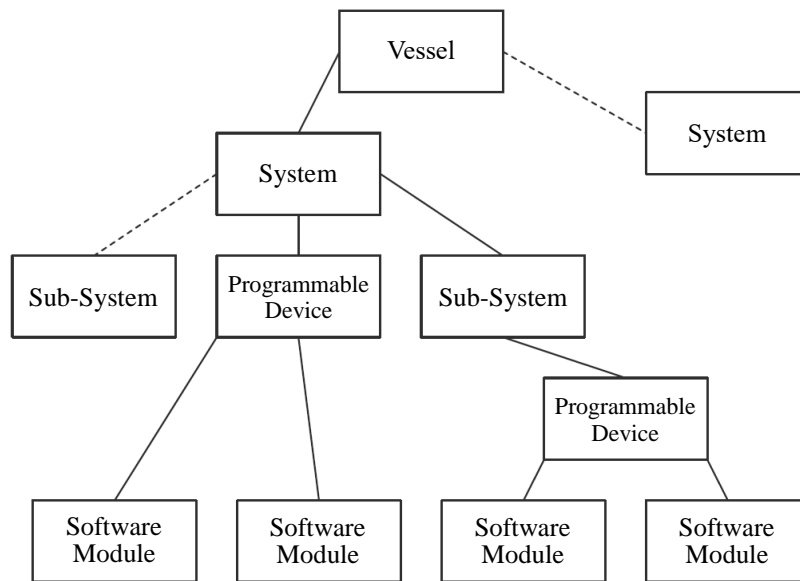 Vessel
System
System
Sub-System
Programmable
Device
Sub-System
Programmable
Device
Software
Module
Software
Module
Software
Module
Software
Module